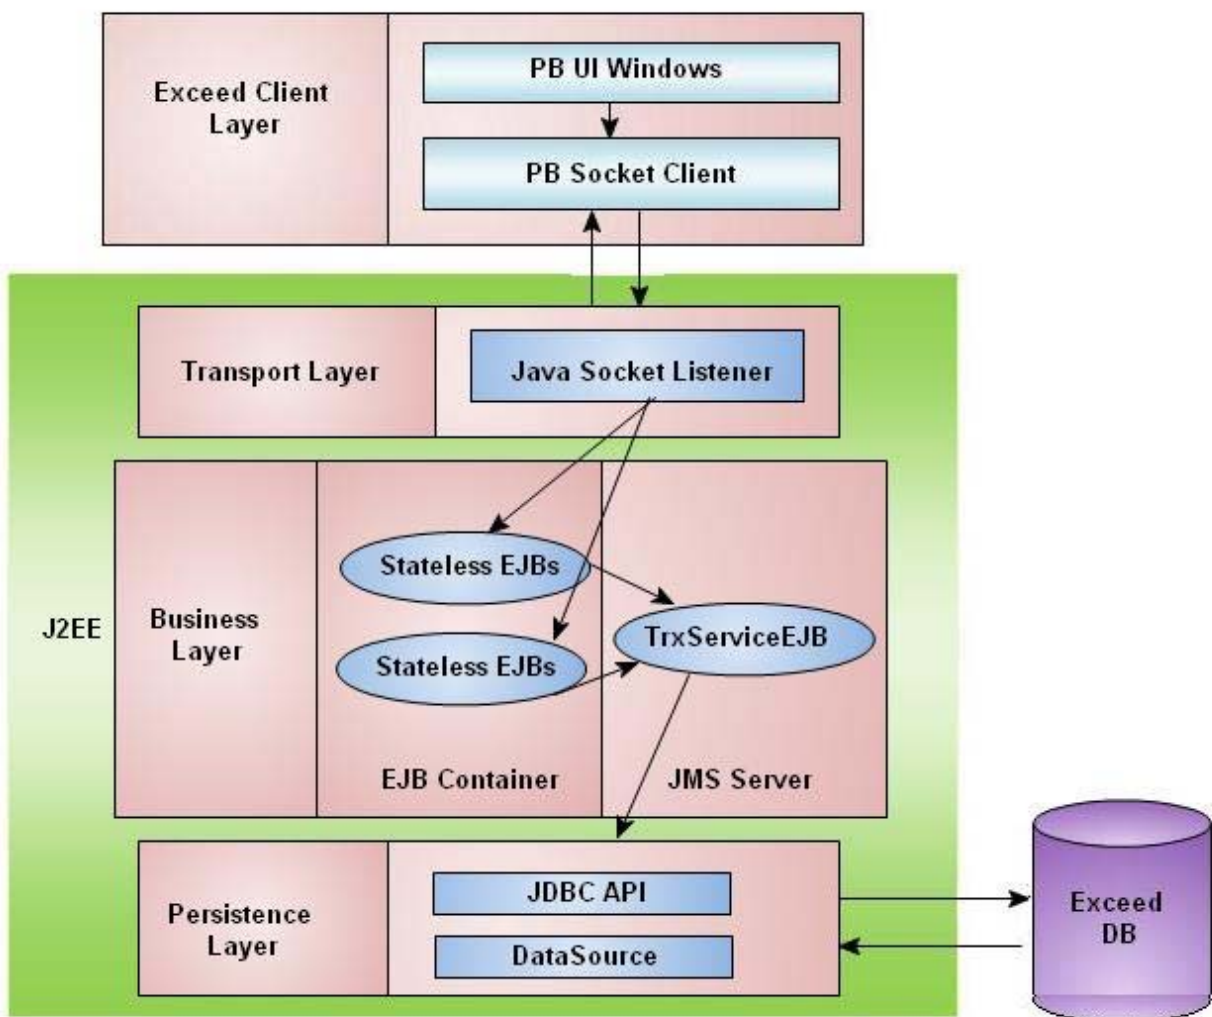 Exceed Client
Layer
PB UI Windows
PB Socket Client
Transport Layer
Java Socket Listener
J2EE
Business
Layer
Stateless EJBs
Stateless EJBs
TrxServiceEJB
EJB Container
JMS Server
Persistence
Layer
JDBC API
DataSource
Exceed
DB